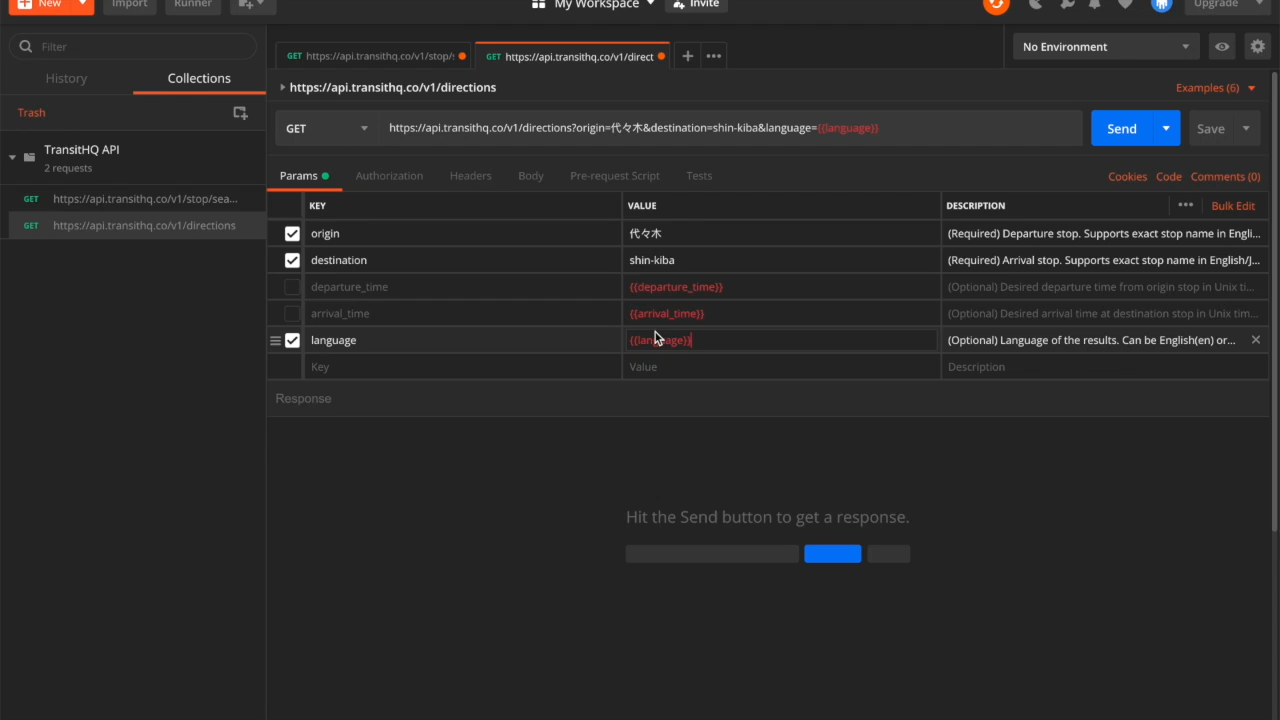 New Import Runner My Workspace Invite Upgrade
Filter
History Collections
Trash
TransitHQ API
2 requests
GET https://api.transithq.co/v1/stop/sea...
GET https://api.transithq.co/v1/directions
GET https://api.transithq.co/v1/stop/s GET https://api.transithq.co/v1/direct No Environment
https://api.transithq.co/v1/directions Examples (6)
GET https://api.transithq.co/v1/directions?origin=代々木&destination=shin-kiba&language={{language}} Send Save
Params Authorization Headers Body Pre-request Script Tests Cookies Code Comments (0)
KEY VALUE DESCRIPTION Bulk Edit
origin 代々木 (Required) Departure stop. Supports exact stop name in Engli...
destination shin-kiba (Required) Arrival stop. Supports exact stop name in English/J...
departure_time {{departure_time}} (Optional) Desired departure time from origin stop in Unix ti...
arrival_time {{arrival_time}} (Optional) Desired arrival time at destination stop in Unix tim...
language {{language}} (Optional) Language of the results. Can be English(en) or...
Key Value Description
Response
Hit the Send button to get a response.